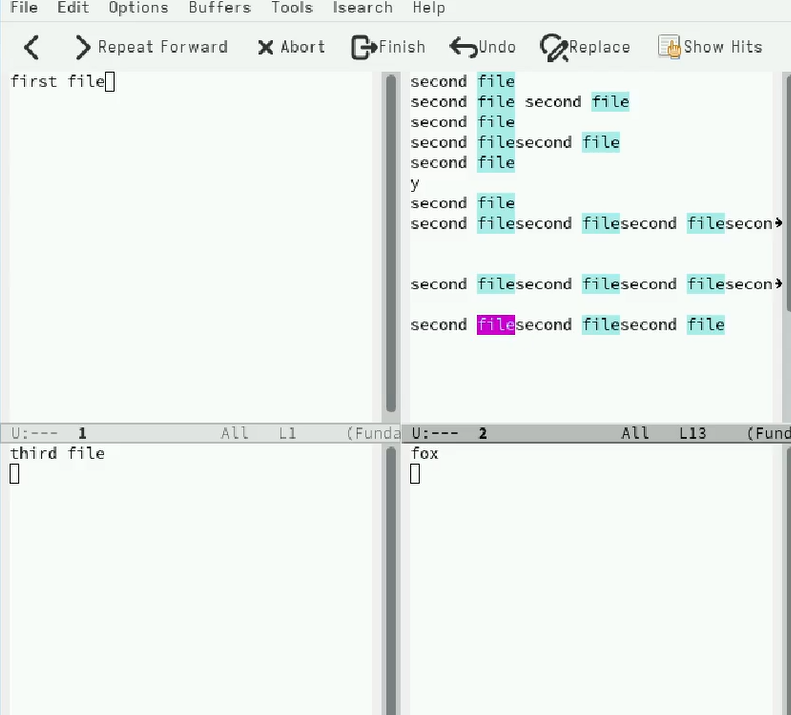 File Edit Options Buffers Tools Isearch Help
Repeat Forward Abort Finish Undo Replace Show Hits
first file
second file
second file second file
second file
second filesecond file
second file
y
second file
second filesecond filesecond filesecon
second filesecond filesecond filesecon
second filesecond filesecond file
U:--- 1 All L1 (Funda
U:--- 2 All L13 (Fund
third file
fox